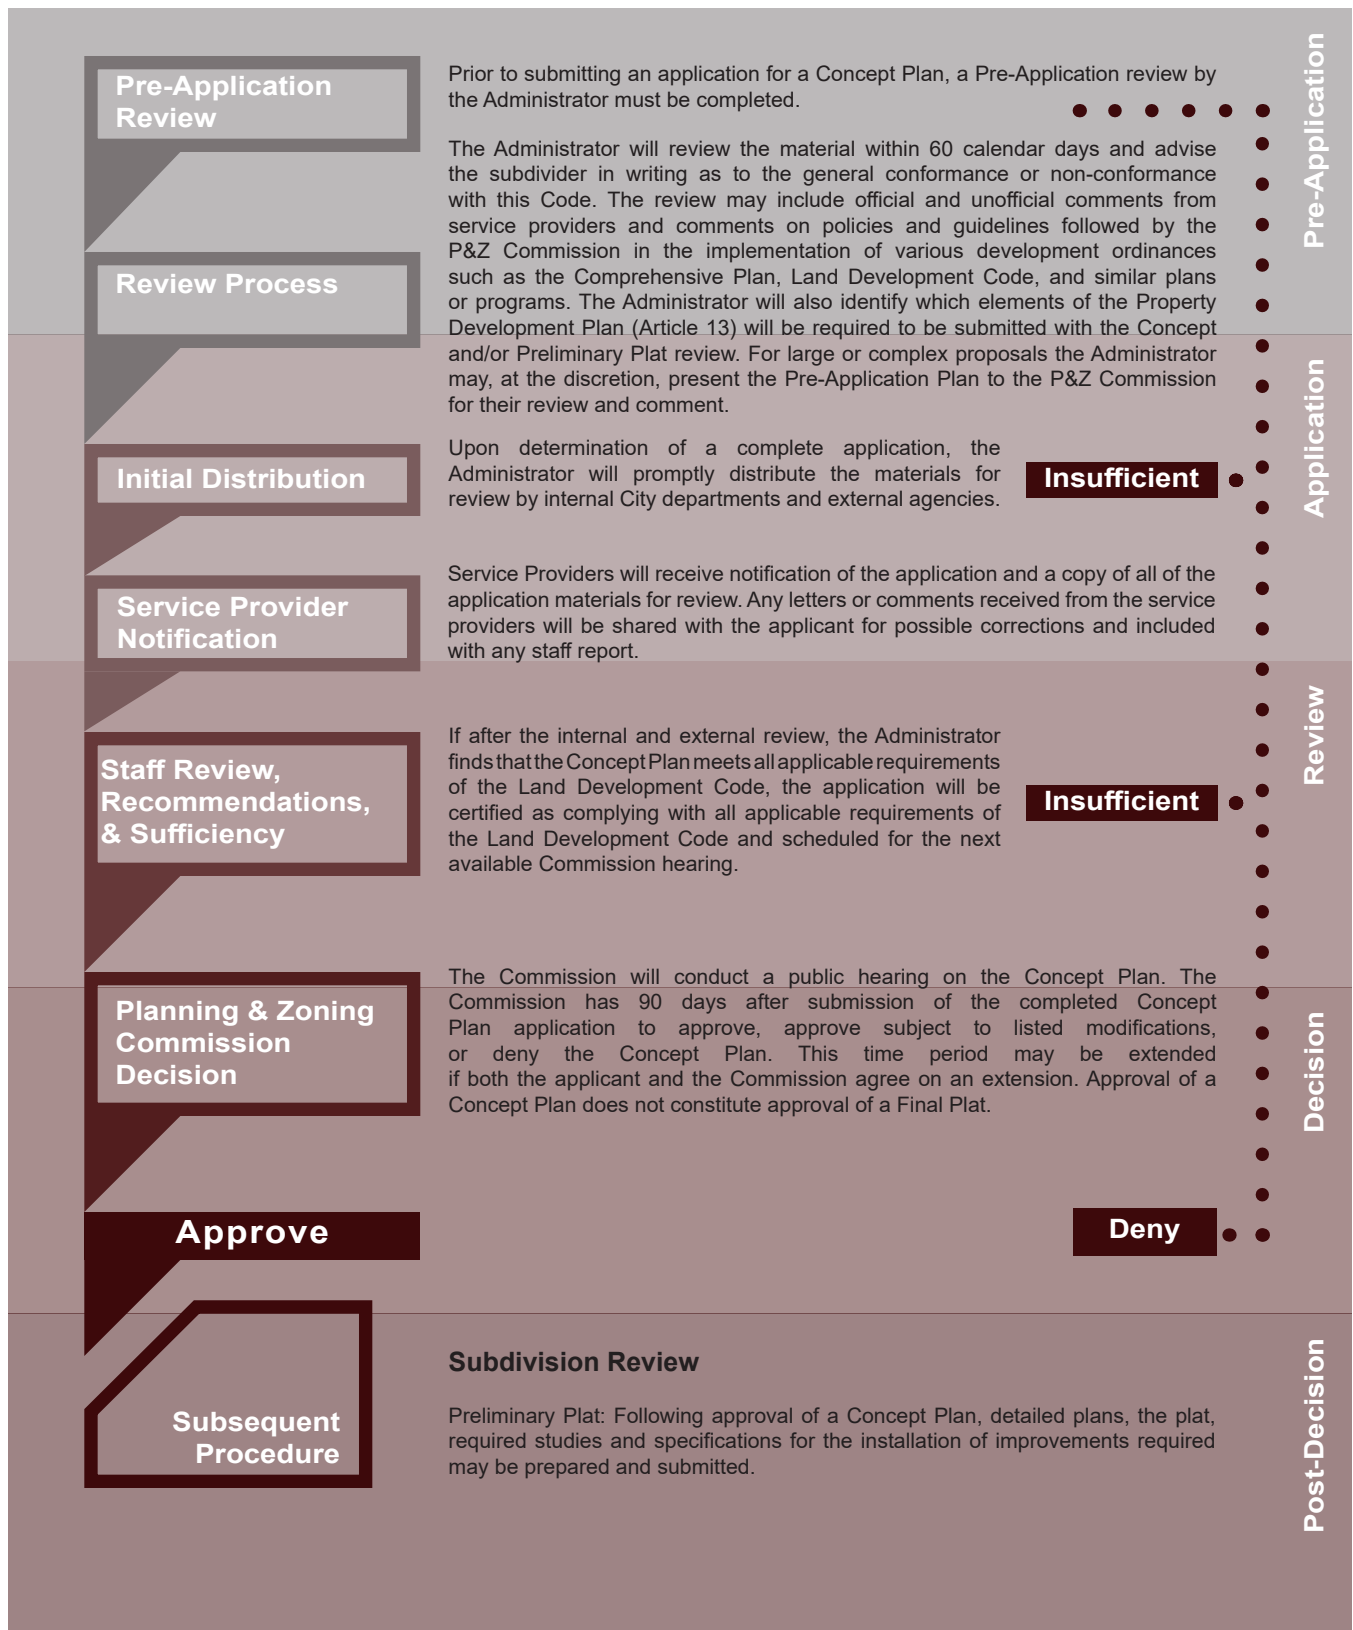 Pre-Application
Review
Prior to submitting an application for a Concept Plan, a Pre-Application review by
the Administrator must be completed.
Pre-Application
The Administrator will review the material within 60 calendar days and advise
the subdivider in writing as to the general conformance or non-conformance
with this Code. The review may include official and unofficial comments from
service providers and comments on policies and guidelines followed by the
P&Z Commission in the implementation of various development ordinances
such as the Comprehensive Plan, Land Development Code, and similar plans
or programs. The Administrator will also identify which elements of the Property
Development Plan (Article 13) will be required to be submitted with the Concept
and/or Preliminary Plat review. For large or complex proposals the Administrator
may, at the discretion, present the Pre-Application Plan to the P&Z Commission
for their review and comment.
Review Process
Application
Initial Distribution
Upon determination of a complete application, the
Administrator will promptly distribute the materials for
review by internal City departments and external agencies.
Insufficient
Service Provider
Notification
Service Providers will receive notification of the application and a copy of all of the
application materials for review. Any letters or comments received from the service
providers will be shared with the applicant for possible corrections and included
with any staff report.
Review
Staff Review,
Recommendations,
& Sufficiency
If after the internal and external review, the Administrator
finds that the Concept Plan meets all applicable requirements
of the Land Development Code, the application will be
certified as complying with all applicable requirements of
the Land Development Code and scheduled for the next
available Commission hearing.
Insufficient
Planning & Zoning
Commission
Decision
The Commission will conduct a public hearing on the Concept Plan. The
Commission has 90 days after submission of the completed Concept
Plan application to approve, approve subject to listed modifications,
or deny the Concept Plan. This time period may be extended
if both the applicant and the Commission agree on an extension. Approval of a
Concept Plan does not constitute approval of a Final Plat.
Decision
Approve
Deny
Subsequent
Procedure
Subdivision Review
Preliminary Plat: Following approval of a Concept Plan, detailed plans, the plat,
required studies and specifications for the installation of improvements required
may be prepared and submitted.
Post-Decision